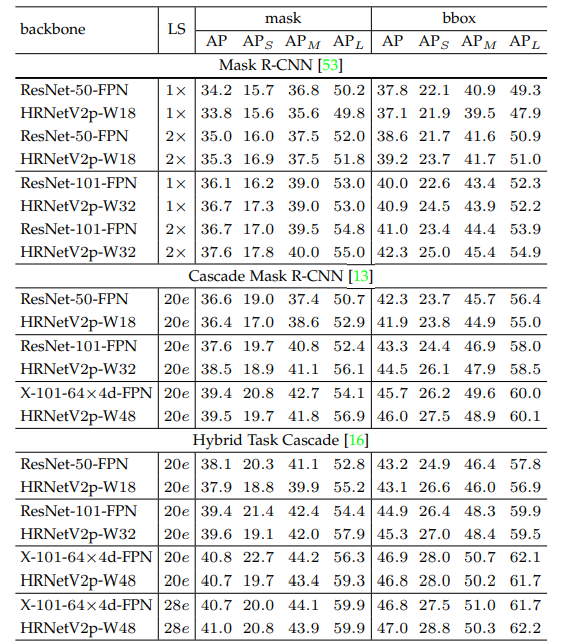 backbone LS mask bbox
AP AP_S AP_M AP_L AP AP_S AP_M AP_L
Mask R-CNN [53]
ResNet-50-FPN 1× 34.2 15.7 36.8 50.2 37.8 22.1 40.9 49.3
HRNetV2p-W18 1× 33.8 15.6 35.6 49.8 37.1 21.9 39.5 47.9
ResNet-50-FPN 2× 35.0 16.0 37.5 52.0 38.6 21.7 41.6 50.9
HRNetV2p-W18 2× 35.3 16.9 37.5 51.8 39.2 23.7 41.7 51.0
ResNet-101-FPN 1× 36.1 16.2 39.0 53.0 40.0 22.6 43.4 52.3
HRNetV2p-W32 1× 36.7 17.3 39.0 53.0 40.9 24.5 43.9 52.2
ResNet-101-FPN 2× 36.7 17.0 39.5 54.8 41.0 23.4 44.4 53.9
HRNetV2p-W32 2× 37.6 17.8 40.0 55.0 42.3 25.0 45.4 54.9
Cascade Mask R-CNN [13]
ResNet-50-FPN 20e 36.6 19.0 37.4 50.7 42.3 23.7 45.7 56.4
HRNetV2p-W18 20e 36.4 17.0 38.6 52.9 41.9 23.8 44.9 55.0
ResNet-101-FPN 20e 37.6 19.7 40.8 52.4 43.3 24.4 46.9 58.0
HRNetV2p-W32 20e 38.5 18.9 41.1 56.1 44.5 26.1 47.9 58.5
X-101-64×4d-FPN 20e 39.4 20.8 42.7 54.1 45.7 26.2 49.6 60.0
HRNetV2p-W48 20e 39.5 19.7 41.8 56.9 46.0 27.5 48.9 60.1
Hybrid Task Cascade [16]
ResNet-50-FPN 20e 38.1 20.3 41.1 52.8 43.2 24.9 46.4 57.8
HRNetV2p-W18 20e 37.9 18.8 39.9 55.2 43.1 26.6 46.0 56.9
ResNet-101-FPN 20e 39.4 21.4 42.4 54.4 44.9 26.4 48.3 59.9
HRNetV2p-W32 20e 39.6 19.1 42.0 57.9 45.3 27.0 48.4 59.5
X-101-64×4d-FPN 20e 40.8 22.7 44.2 56.3 46.9 28.0 50.7 62.1
HRNetV2p-W48 20e 40.7 19.7 43.4 59.3 46.8 28.0 50.2 61.7
X-101-64×4d-FPN 28e 40.7 20.0 44.1 59.9 46.8 27.5 51.0 61.7
HRNetV2p-W48 28e 41.0 20.8 43.9 59.9 47.0 28.8 50.3 62.2